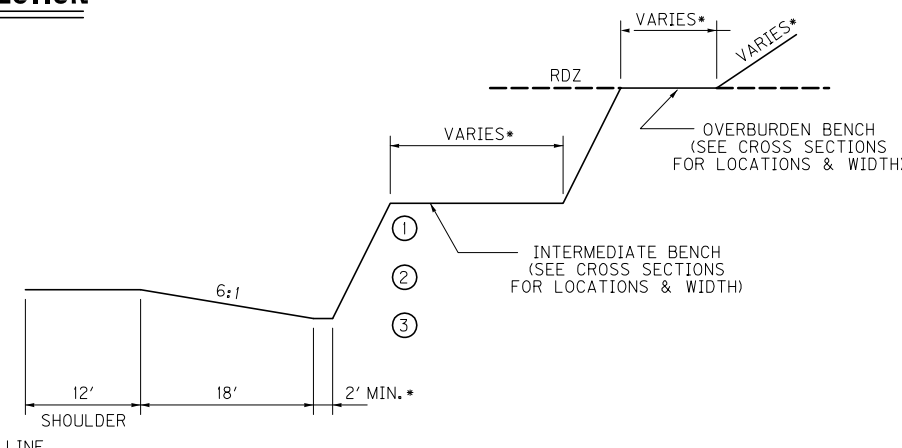 VARIES*
VARIES*
RDZ
OVERBURDEN BENCH
(SEE CROSS SECTIONS
FOR LOCATIONS & WIDTH)
VARIES*
1
INTERMEDIATE BENCH
(SEE CROSS SECTIONS
FOR LOCATIONS & WIDTH)
2
3
6:1
12' 18' 2' MIN.*
SHOULDER
LINE